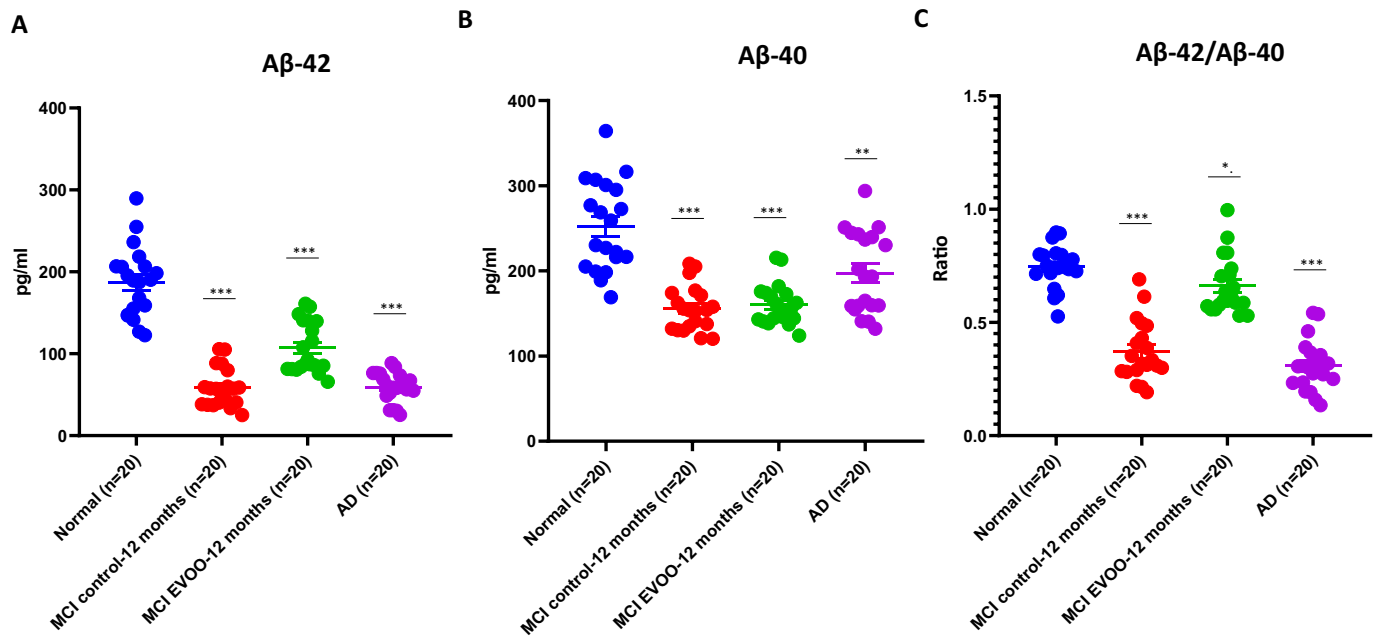 A
Aβ-42
pg/ml
400
300
200
100
0
***
***
***
Normal (n=20)
MCI control-12 months (n=20)
MCI EVOO-12 months (n=20)
AD (n=20)
B
Aβ-40
pg/ml
400
300
200
100
0
***
***
**
Normal (n=20)
MCI control-12 months (n=20)
MCI EVOO-12 months (n=20)
AD (n=20)
C
Aβ-42/Aβ-40
Ratio
1.5
1.0
0.5
0.0
***
*.
***
Normal (n=20)
MCI control-12 months (n=20)
MCI EVOO-12 months (n=20)
AD (n=20)